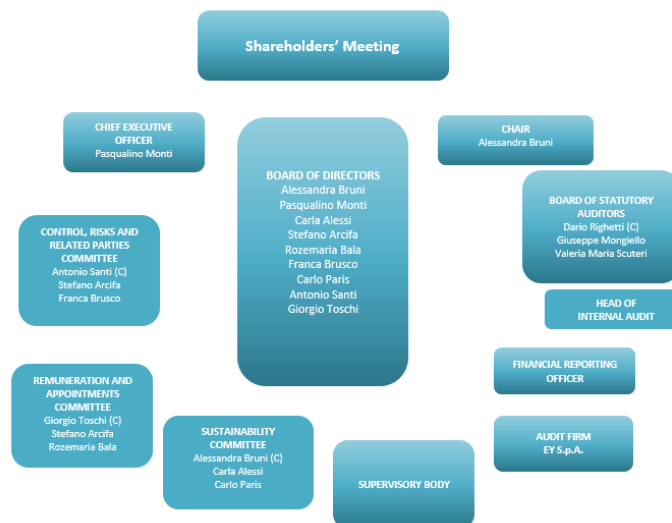 Shareholders' Meeting
CHIEF EXECUTIVE
OFFICER
Pasqualino Monti
CHAIR
Alessandra Bruni
BOARD OF DIRECTORS
Alessandra Bruni
Pasqualino Monti
Carla Alessi
Stefano Arcifa
Rozemaria Bala
Franca Brusco
Carlo Paris
Antonio Santi
Giorgio Toschi
BOARD OF STATUTORY
AUDITORS
Dario Righetti (C)
Giuseppe Mongiello
Valeria Maria Scuteri
CONTROL, RISKS AND
RELATED PARTIES
COMMITTEE
Antonio Santi (C)
Stefano Arcifa
Franca Brusco
HEAD OF
INTERNAL AUDIT
FINANCIAL REPORTING
OFFICER
REMUNERATION AND
APPOINTMENTS
COMMITTEE
Giorgio Toschi (C)
Stefano Arcifa
Rozemaria Bala
SUSTAINABILITY
COMMITTEE
Alessandra Bruni (C)
Carla Alessi
Carlo Paris
AUDIT FIRM
EY S.p.A.
SUPERVISORY BODY